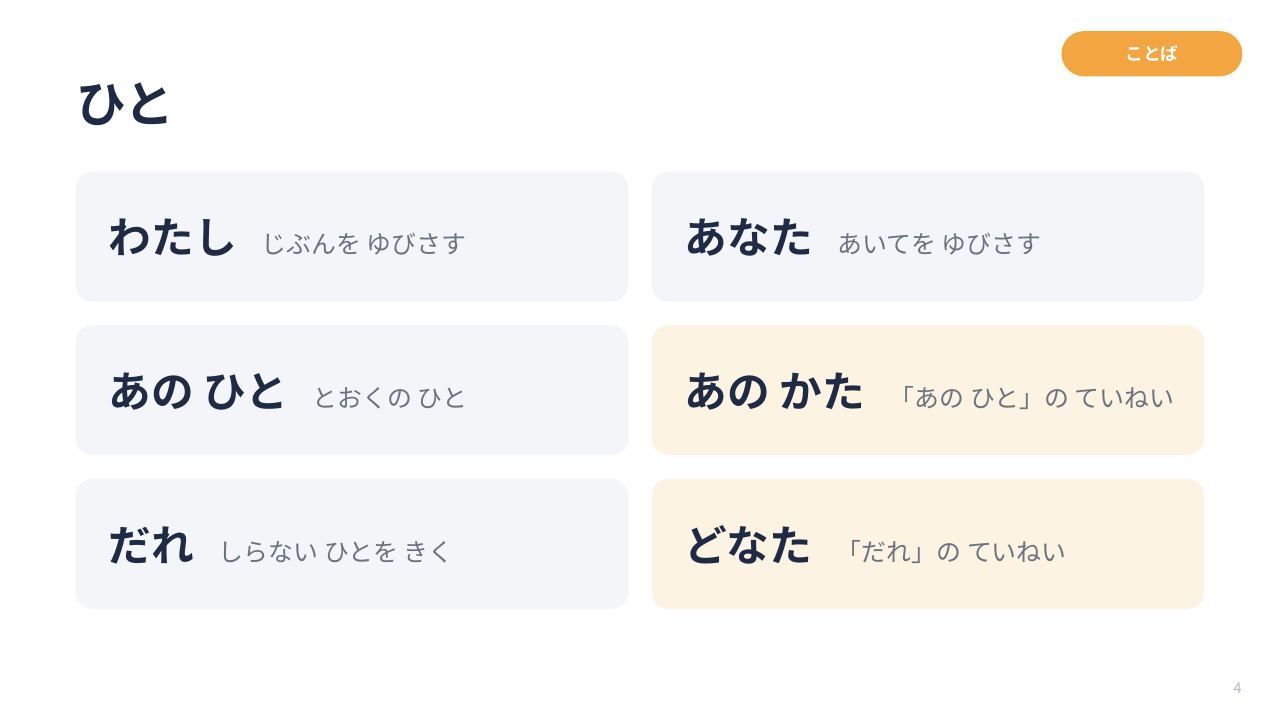 ことば
ひと
わたし じぶんを ゆびさす
あなた あいてを ゆびさす
あの ひと とおくの ひと
あの かた 「あの ひと」の ていねい
だれ しらない ひとを きく
どなた 「だれ」の ていねい
4